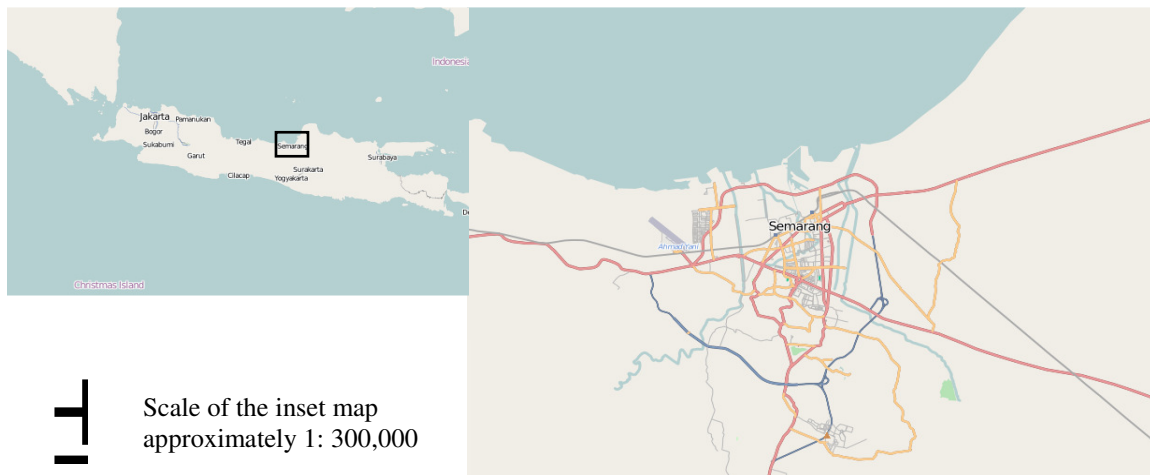 Indonesia
Jakarta
Pamanukan
Bogor
Sukabumi
Garut
Tegal
Semarang
Cilacap
Surakarta
Yogyakarta
Surabaya
De
Christmas Island
Semarang
Ahmad Yani
Scale of the inset map
approximately 1: 300,000